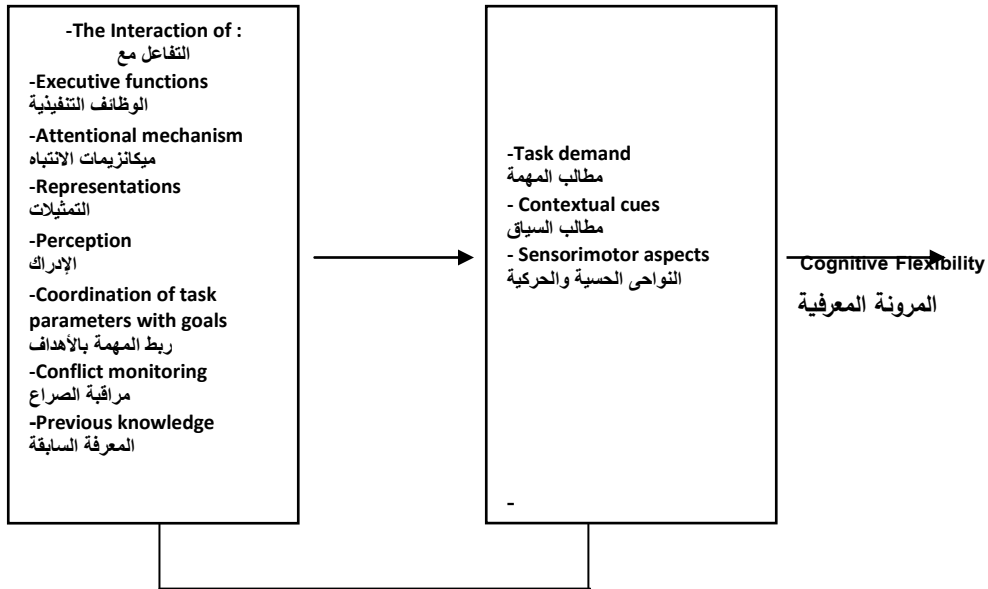 -The Interaction of :
التفاعل مع
-Executive functions
الوظائف التنفيذية
-Attentional mechanism
ميكانزيمات الانتباه
-Representations
التمثيلات
-Perception
الإدراك
-Coordination of task
parameters with goals
ربط المهمة بالأهداف
-Conflict monitoring
مراقبة الصراع
-Previous knowledge
المعرفة السابقة
-Task demand
مطالب المهمة
- Contextual cues
مطالب السياق
- Sensorimotor aspects
النواحى الحسية والحركية
-
Cognitive Flexibility
المرونة المعرفية